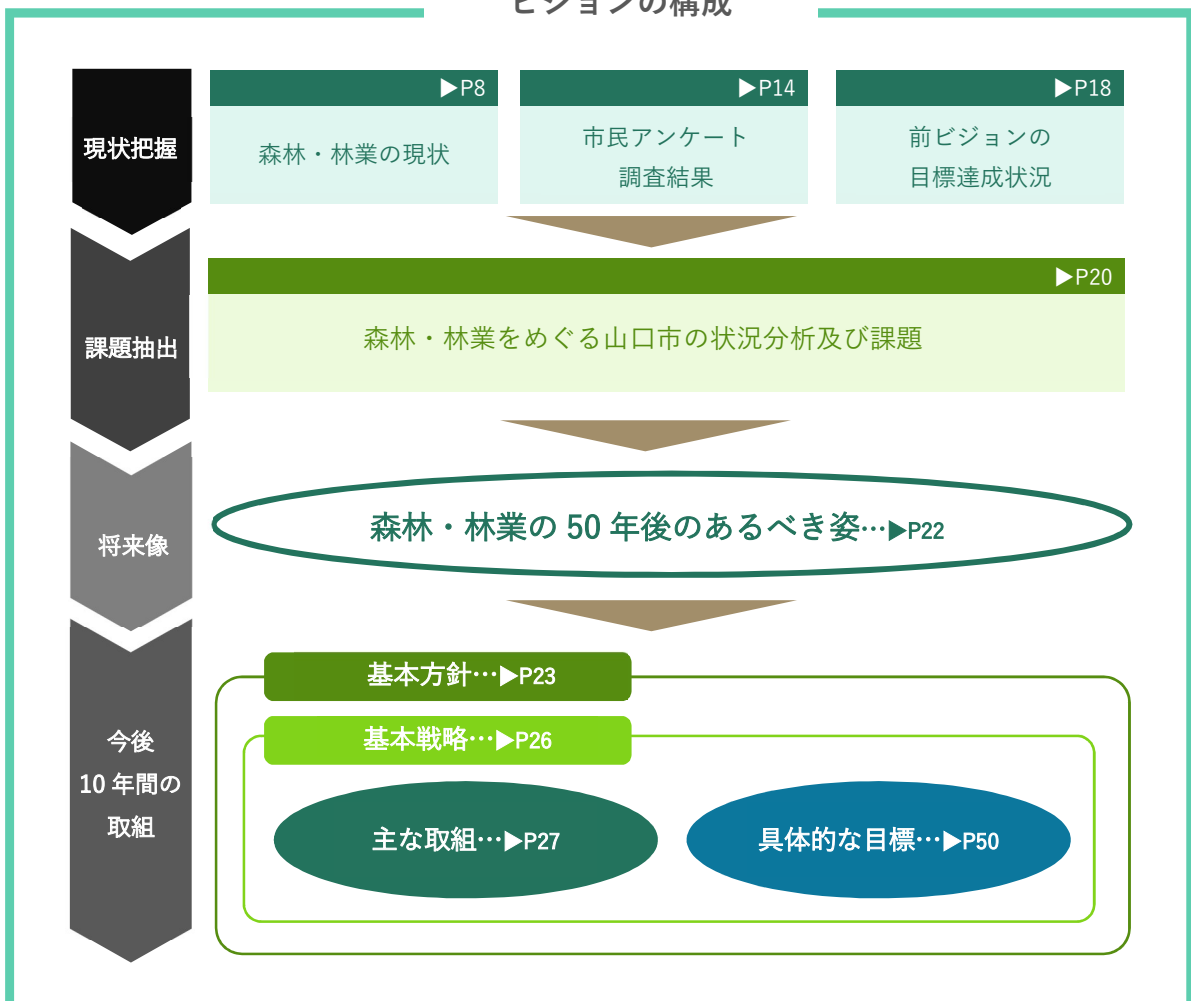 ビジョンの構成
現状把握
▶P8
森林・林業の現状
▶P14
市民アンケート
調査結果
▶P18
前ビジョンの
目標達成状況
課題抽出
▶P20
森林・林業をめぐる山口市の状況分析及び課題
将来像
森林・林業の 50 年後のあるべき姿…▶P22
今後
10 年間の
取組
基本方針…▶P23
基本戦略…▶P26
主な取組…▶P27
具体的な目標…▶P50